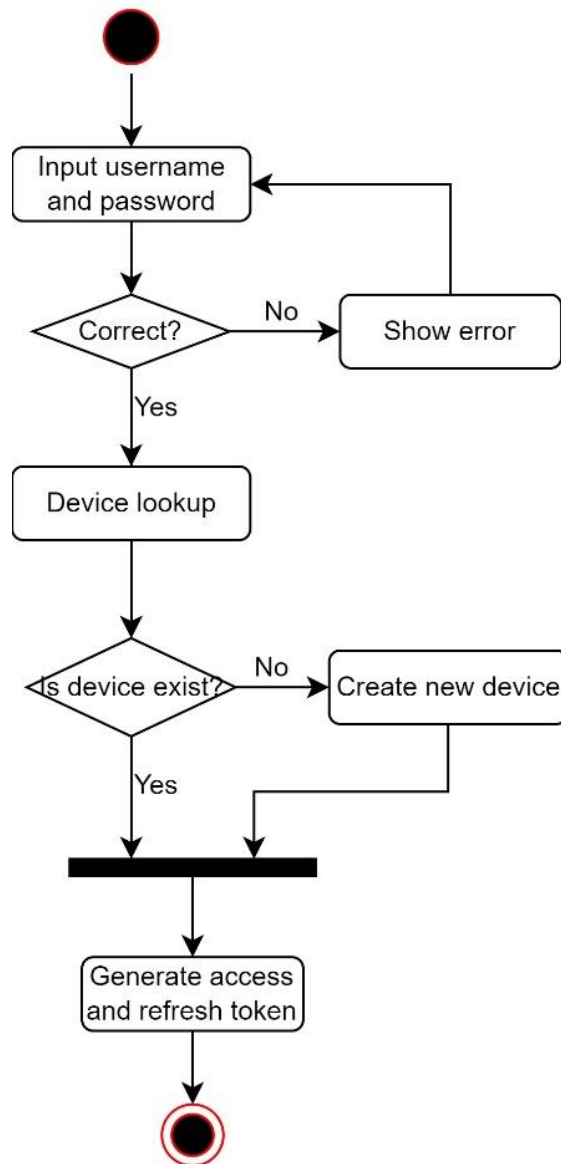 Input username
and password
Correct?
No
Show error
Yes
Device lookup
Is device exist?
No
Create new device
Yes
Generate access
and refresh token